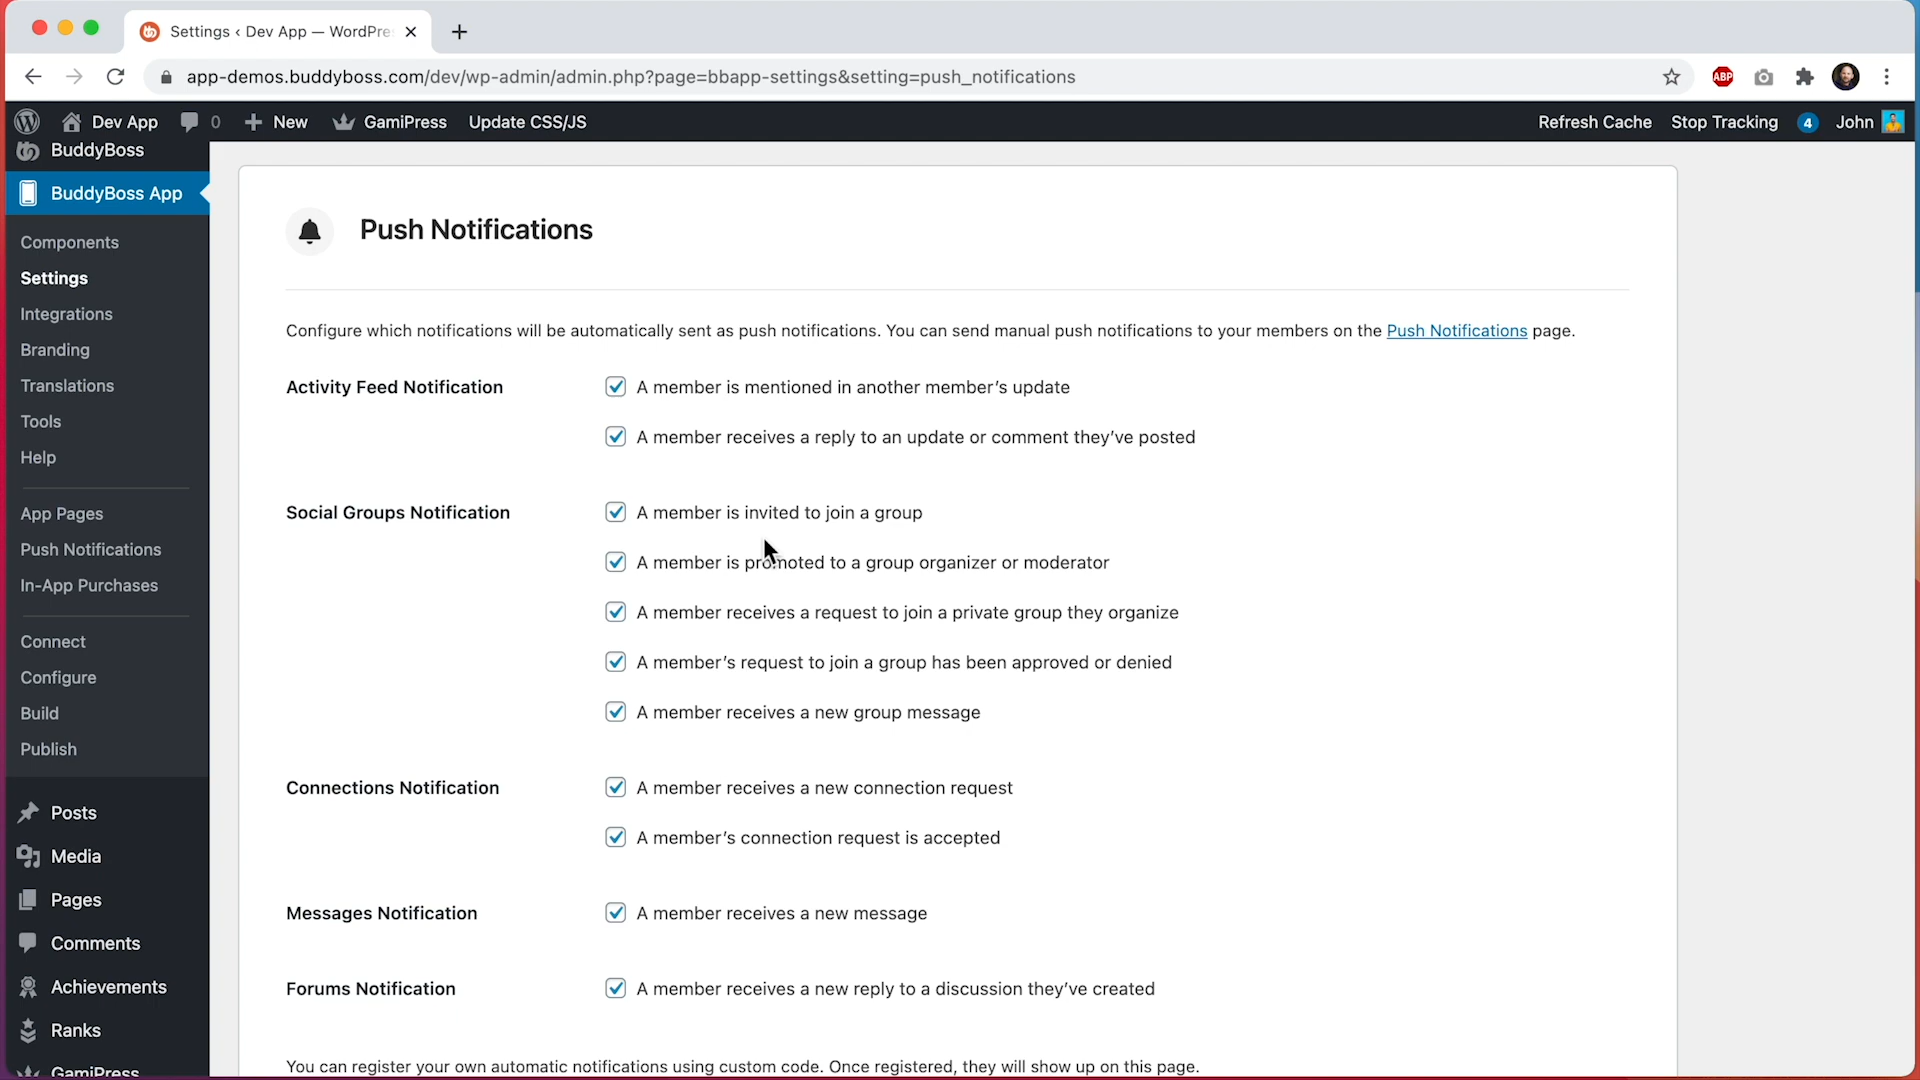 Settings ‹ Dev App — WordPre
app-demos.buddyboss.com/dev/wp-admin/admin.php?page=bbapp-settings&setting=push_notifications
ABP
Dev App 0 New GamiPress Update CSS/JS Refresh Cache Stop Tracking 4 John
BuddyBoss
BuddyBoss App
Components
Settings
Integrations
Branding
Translations
Tools
Help
App Pages
Push Notifications
In-App Purchases
Connect
Configure
Build
Publish
Posts
Media
Pages
Comments
Achievements
Ranks
GamiPress
Push Notifications
Configure which notifications will be automatically sent as push notifications. You can send manual push notifications to your members on the Push Notifications page.
Activity Feed Notification
A member is mentioned in another member's update
A member receives a reply to an update or comment they've posted
Social Groups Notification
A member is invited to join a group
A member is promoted to a group organizer or moderator
A member receives a request to join a private group they organize
A member's request to join a group has been approved or denied
A member receives a new group message
Connections Notification
A member receives a new connection request
A member's connection request is accepted
Messages Notification
A member receives a new message
Forums Notification
A member receives a new reply to a discussion they've created
You can register your own automatic notifications using custom code. Once registered, they will show up on this page.